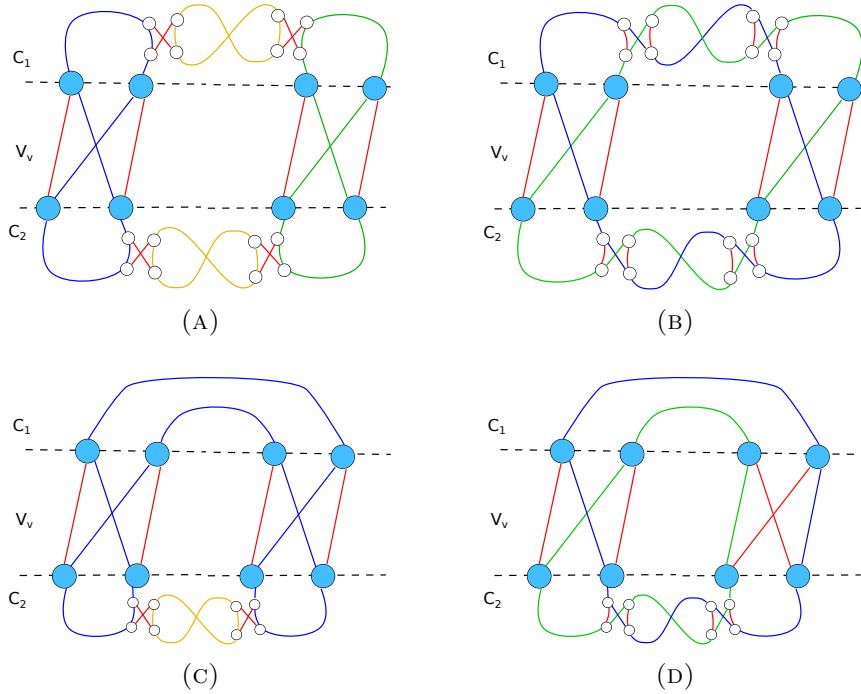 C₁ C₁
Vᵥ Vᵥ
C₂ C₂
(A) (B)
C₁ C₁
Vᵥ Vᵥ
C₂ C₂
(C) (D)